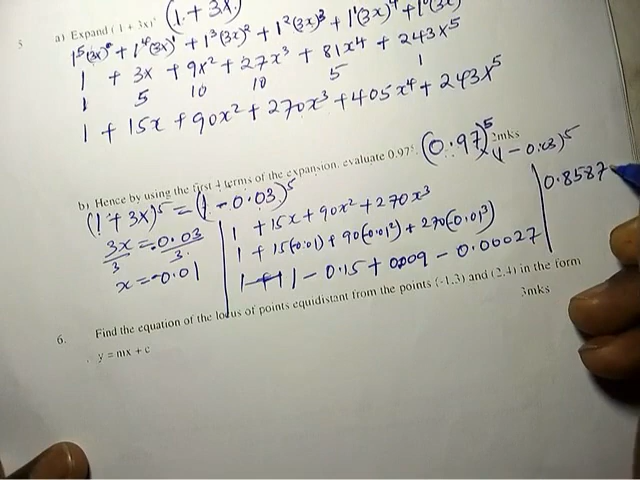 5 a) Expand (1 + 3x)⁵ (1 + 3x)
1⁵(3x)⁰ + 1⁴(3x)¹ + 1³(3x)² + 1²(3x)³ + 1¹(3x)⁴ + 1⁰(3x)⁵
1 + 3x + 9x² + 27x³ + 81x⁴ + 243x⁵
1 5 10 10 5 1
1 + 15x + 90x² + 270x³ + 405x⁴ + 243x⁵
b) Hence by using the first 4 terms of the expansion, evaluate 0.97⁵. (0.97)⁵ 2mks
(1 - 0.03)⁵
(1 + 3x)⁵ = (1 - 0.03)⁵
3x = -0.03
3 3
x = -0.01
1 + 15x + 90x² + 270x³
1 + 15(0.01) + 90(0.01²) + 270(0.01³)
1 - 0.15 + 0.009 - 0.00027
0.8587
6. Find the equation of the locus of points equidistant from the points (-1,3) and (2,4) in the form
y = mx + c 3mks